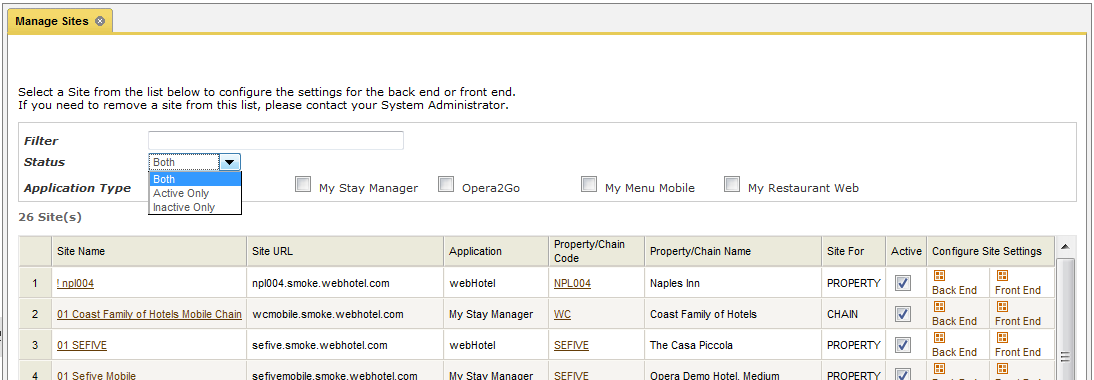 Manage Sites
Select a Site from the list below to configure the settings for the back end or front end.
If you need to remove a site from this list, please contact your System Administrator.
Filter
Status Both
Both
Active Only
Inactive Only
Application Type My Stay Manager Opera2Go My Menu Mobile My Restaurant Web
26 Site(s)
Site Name Site URL Application Property/Chain Code Property/Chain Name Site For Active Configure Site Settings
1 ! npl004 npl004.smoke.webhotel.com webHotel NPL004 Naples Inn PROPERTY Back End Front End
2 01 Coast Family of Hotels Mobile Chain wcmobile.smoke.webhotel.com My Stay Manager WC Coast Family of Hotels CHAIN Back End Front End
3 01 SEFIVE sefive.smoke.webhotel.com webHotel SEFIVE The Casa Piccola PROPERTY Back End Front End
4 01 Sefive Mobile sefivemobile.smoke.webhotel.com My Stay Manager SEFIVE Opera Demo Hotel, Medium PROPERTY Back End Front End